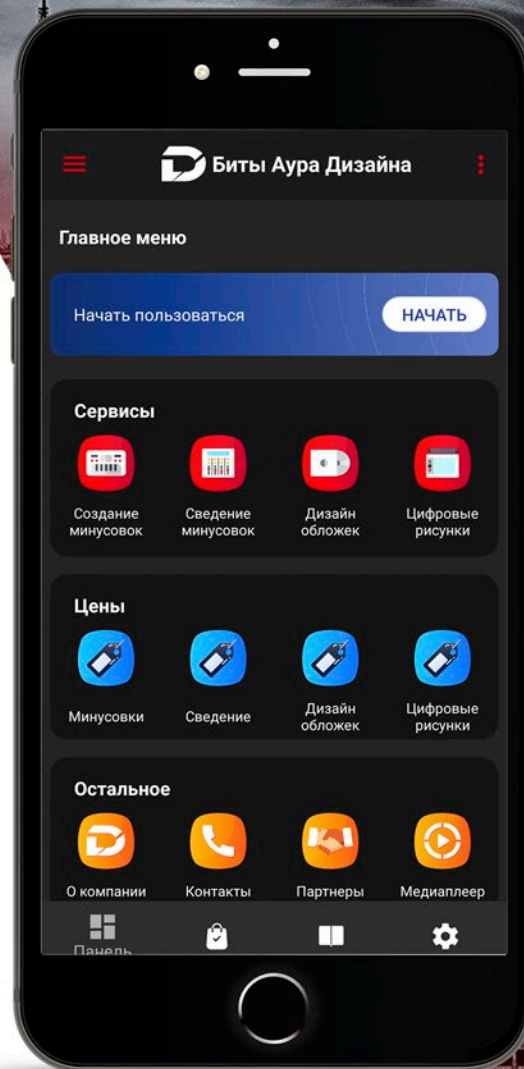 Биты Аура Дизайна
Главное меню
Начать пользоваться
НАЧАТЬ
Сервисы
Создание
минусовок
Сведение
минусовок
Дизайн
обложек
Цифровые
рисунки
Цены
Минусовки
Сведение
Дизайн
обложек
Цифровые
рисунки
Остальное
О компании
Контакты
Партнеры
Медиаплеер
Панель